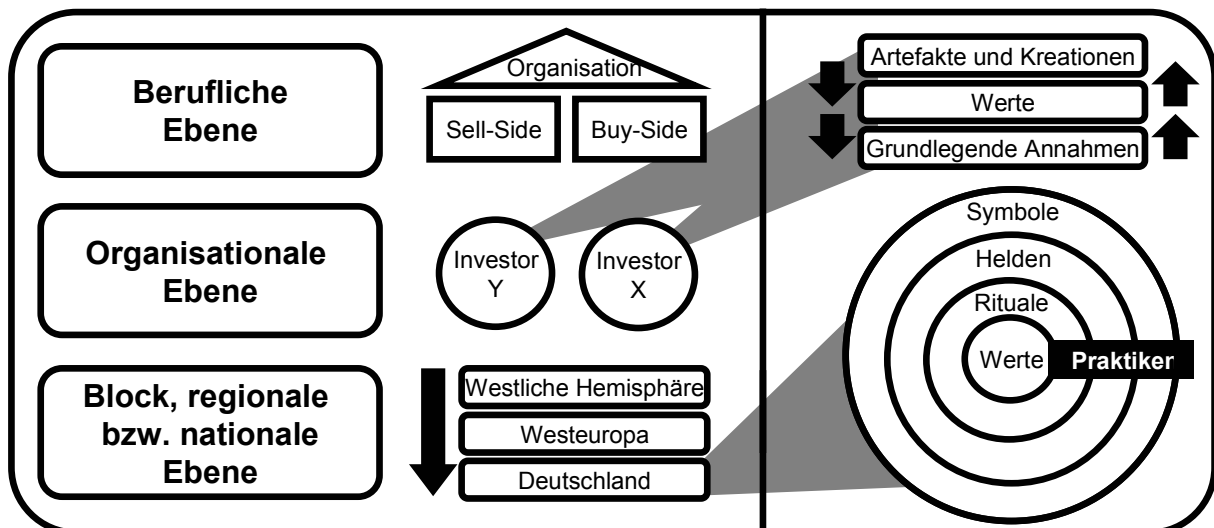 Berufliche
Ebene
Organisation
Sell-Side
Buy-Side
Artefakte und Kreationen
Werte
Grundlegende Annahmen
Organisationale
Ebene
Investor
Y
Investor
X
Symbole
Helden
Rituale
Werte
Praktiker
Block, regionale
bzw. nationale
Ebene
Westliche Hemisphäre
Westeuropa
Deutschland